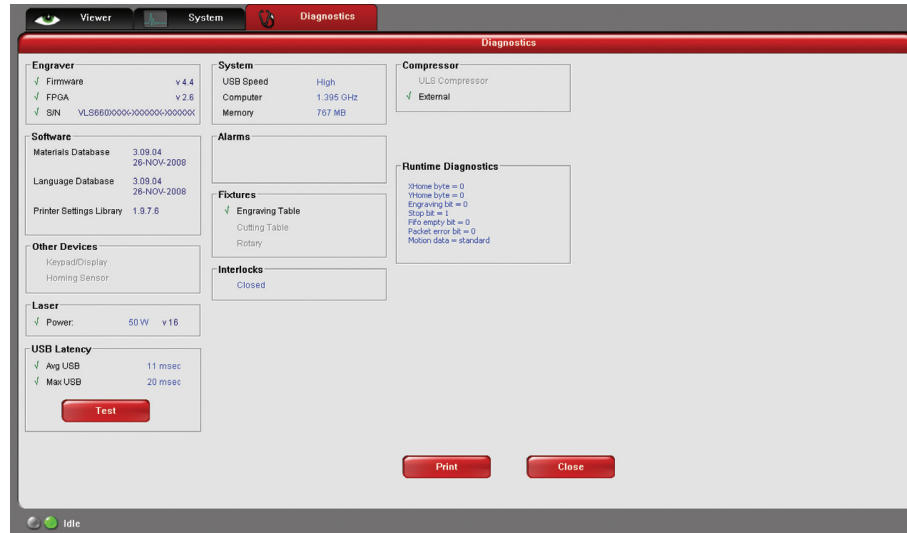 Viewer
System
Diagnostics
Diagnostics
Engraver
√ Firmware v 4.4
√ FPGA v 2.6
√ S/N
Software
Materials Database 3.09.04
26-NOV-2008
Language Database 3.09.04
26-NOV-2008
Printer Settings Library 1.9.7.6
Other Devices
Keypad/Display
Homing Sensor
Laser
√ Power: 50 W v 16
USB Latency
√ Avg USB 11 msec
√ Max USB 20 msec
Test
System
USB Speed High
Computer 1.395 GHz
Memory 767 MB
Alarms
Fixtures
√ Engraving Table
Cutting Table
Rotary
Interlocks
Closed
Compressor
ULS Compressor
√ External
Runtime Diagnostics
XHome byte = 0
YHome byte = 0
Engraving bit = 0
Stop bit = 1
Fifo empty bit = 0
Packet error bit = 0
Motion data = standard
Print
Close
Idle